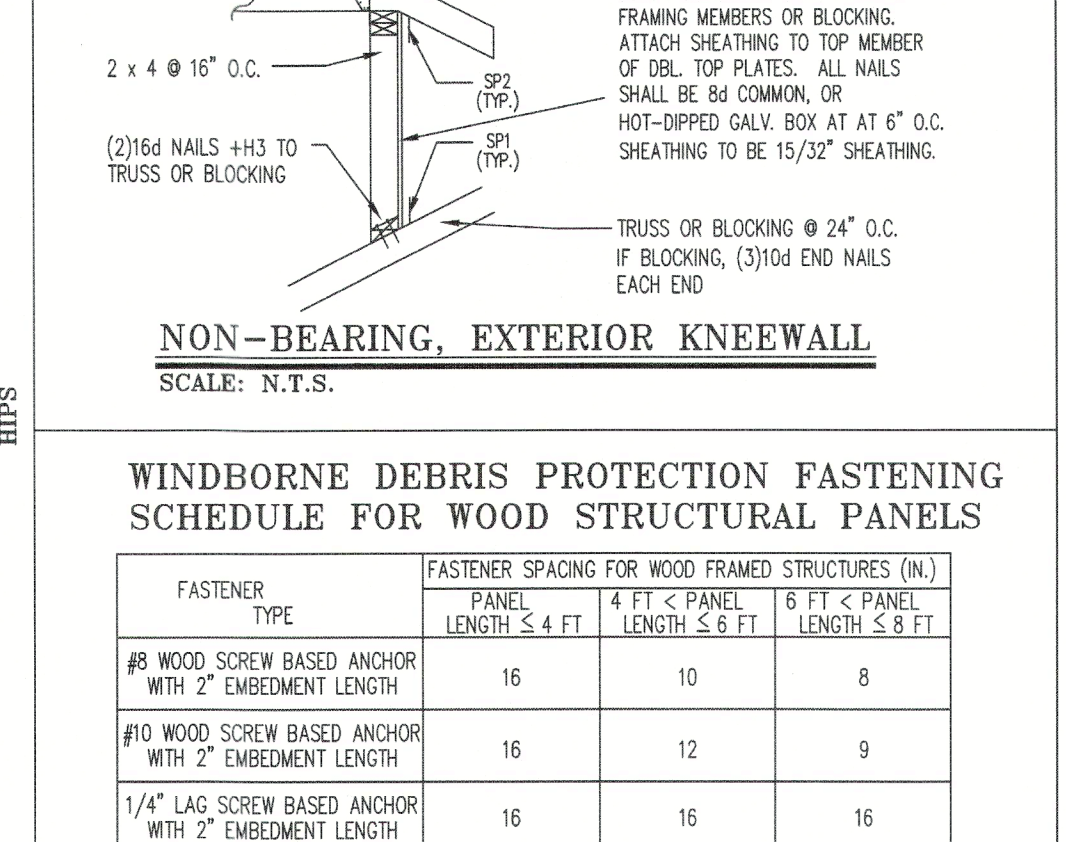 FRAMING MEMBERS OR BLOCKING.
ATTACH SHEATHING TO TOP MEMBER
OF DBL. TOP PLATES. ALL NAILS
SHALL BE 8d COMMON, OR
HOT-DIPPED GALV. BOX AT AT 6" O.C.
SHEATHING TO BE 15/32" SHEATHING.
2 x 4 @ 16" O.C.
SP2
(TYP.)
(2)16d NAILS +H3 TO
TRUSS OR BLOCKING
SP1
(TYP.)
TRUSS OR BLOCKING @ 24" O.C.
IF BLOCKING, (3)10d END NAILS
EACH END
NON-BEARING, EXTERIOR KNEEWALL
SCALE: N.T.S.
HIPS
WINDBORNE DEBRIS PROTECTION FASTENING
SCHEDULE FOR WOOD STRUCTURAL PANELS
FASTENER
TYPE
FASTENER SPACING FOR WOOD FRAMED STRUCTURES (IN.)
PANEL
LENGTH ≤ 4 FT
4 FT < PANEL
LENGTH ≤ 6 FT
6 FT < PANEL
LENGTH ≤ 8 FT
#8 WOOD SCREW BASED ANCHOR
WITH 2" EMBEDMENT LENGTH
16
10
8
#10 WOOD SCREW BASED ANCHOR
WITH 2" EMBEDMENT LENGTH
16
12
9
1/4" LAG SCREW BASED ANCHOR
WITH 2" EMBEDMENT LENGTH
16
16
16